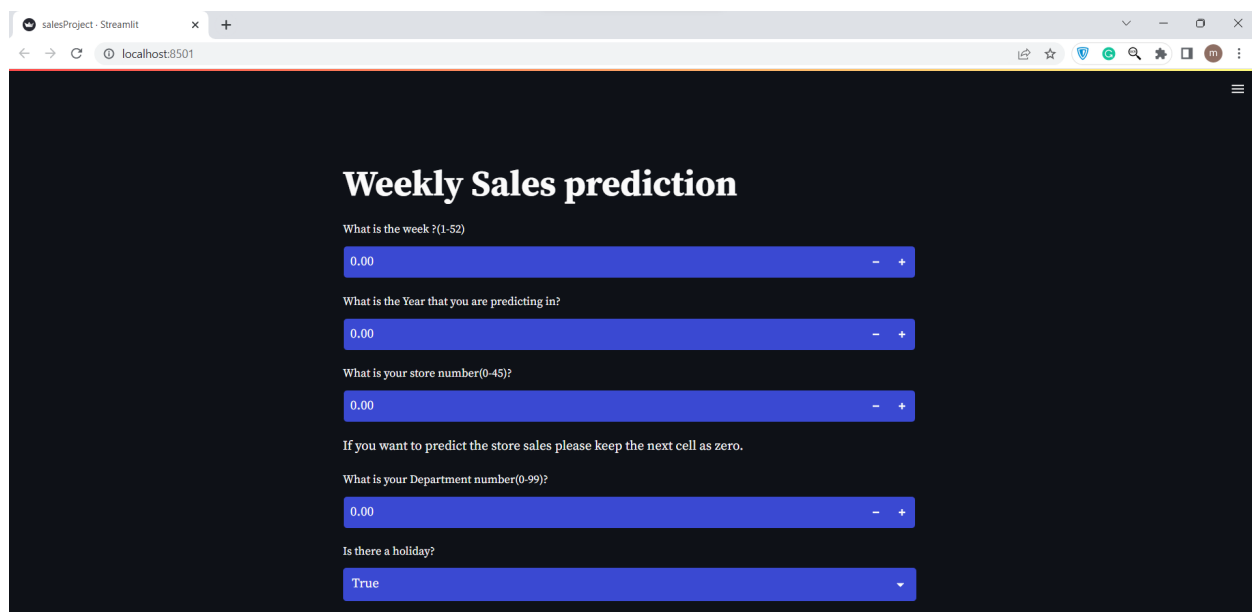 salesProject · Streamlit
localhost:8501
m
Weekly Sales prediction
What is the week ?(1-52)
0.00
What is the Year that you are predicting in?
0.00
What is your store number(0-45)?
0.00
If you want to predict the store sales please keep the next cell as zero.
What is your Department number(0-99)?
0.00
Is there a holiday?
True